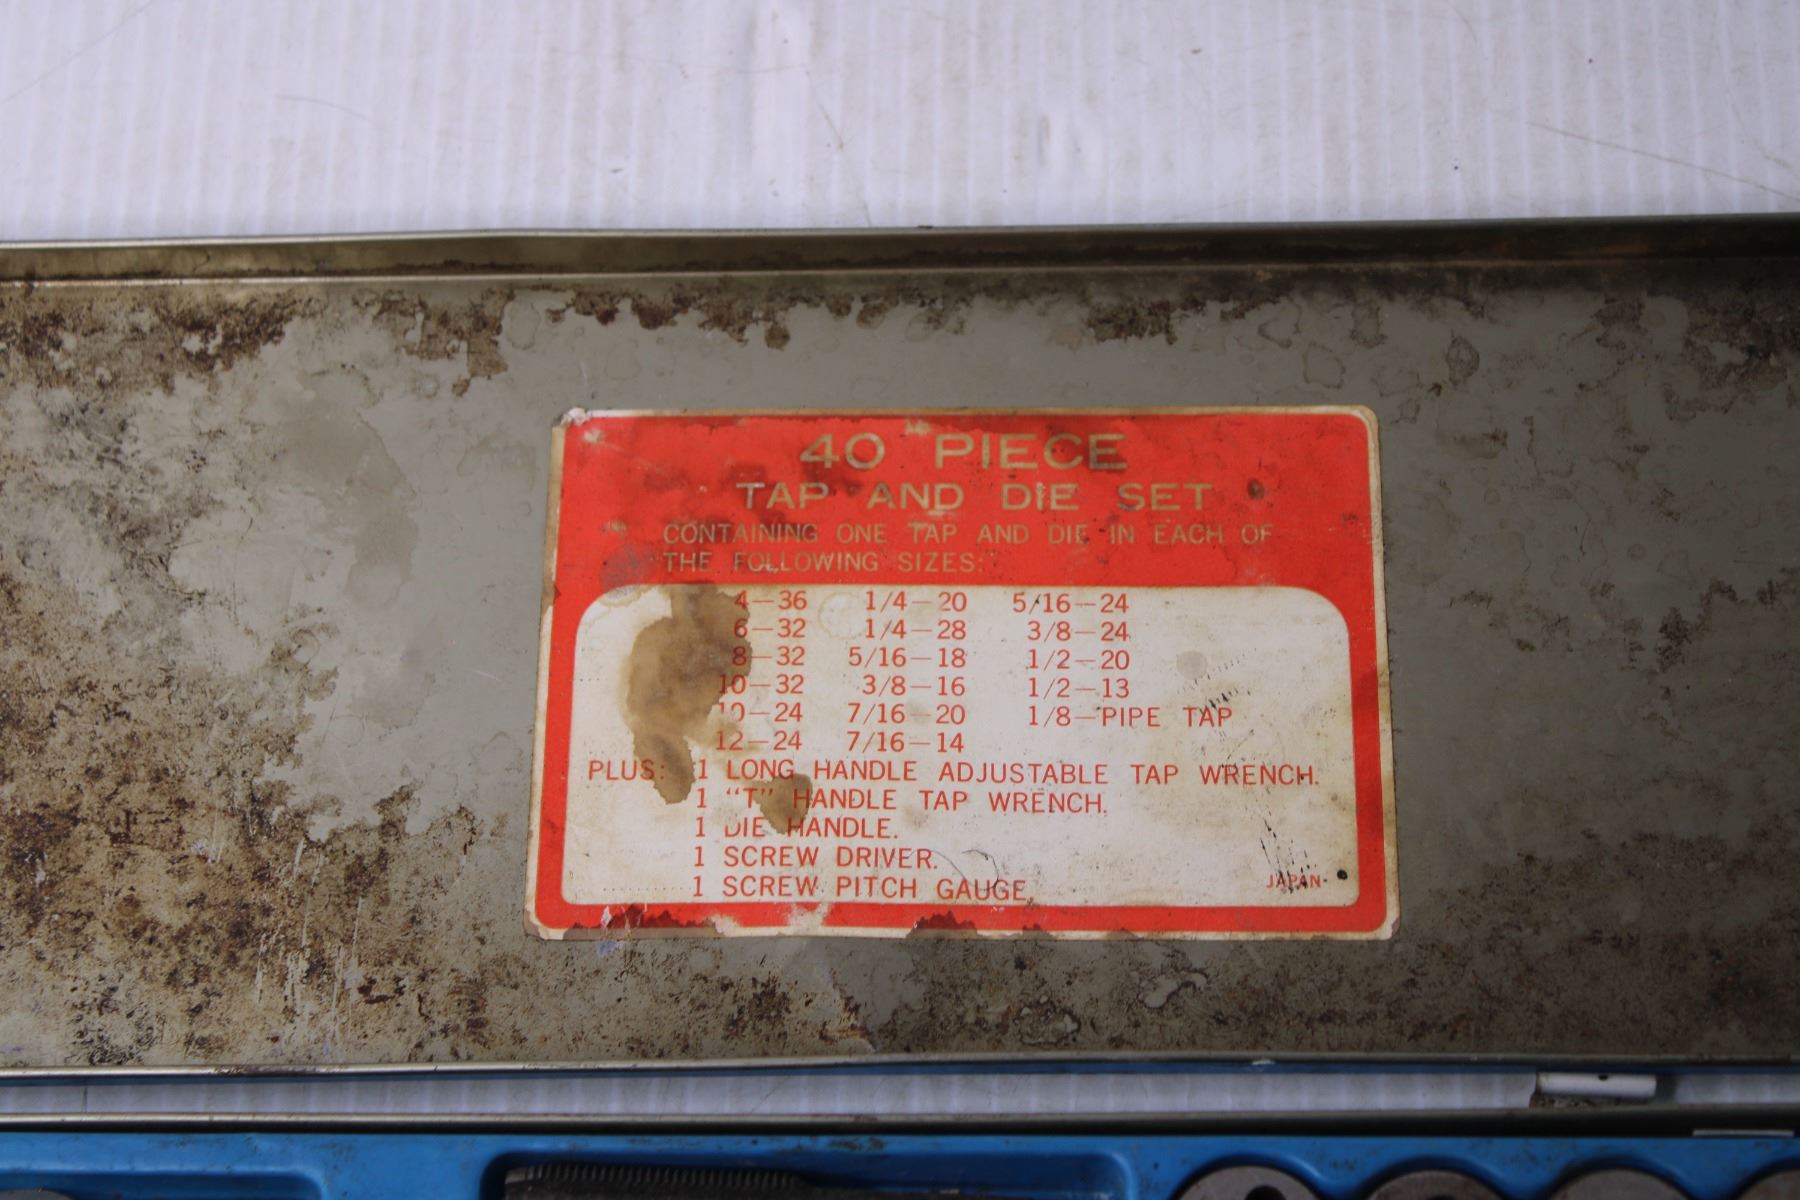 40 PIECE
TAP AND DIE SET
CONTAINING ONE TAP AND DIE IN EACH OF
THE FOLLOWING SIZES:
4—36 1/4—20 5/16—24
6—32 1/4—28 3/8—24
8—32 5/16—18 1/2—20
10—32 3/8—16 1/2—13
10—24 7/16—20 1/8—PIPE TAP
12—24 7/16—14
PLUS: 1 LONG HANDLE ADJUSTABLE TAP WRENCH.
1 "T" HANDLE TAP WRENCH.
1 DIE HANDLE.
1 SCREW DRIVER.
1 SCREW PITCH GAUGE
JAPAN